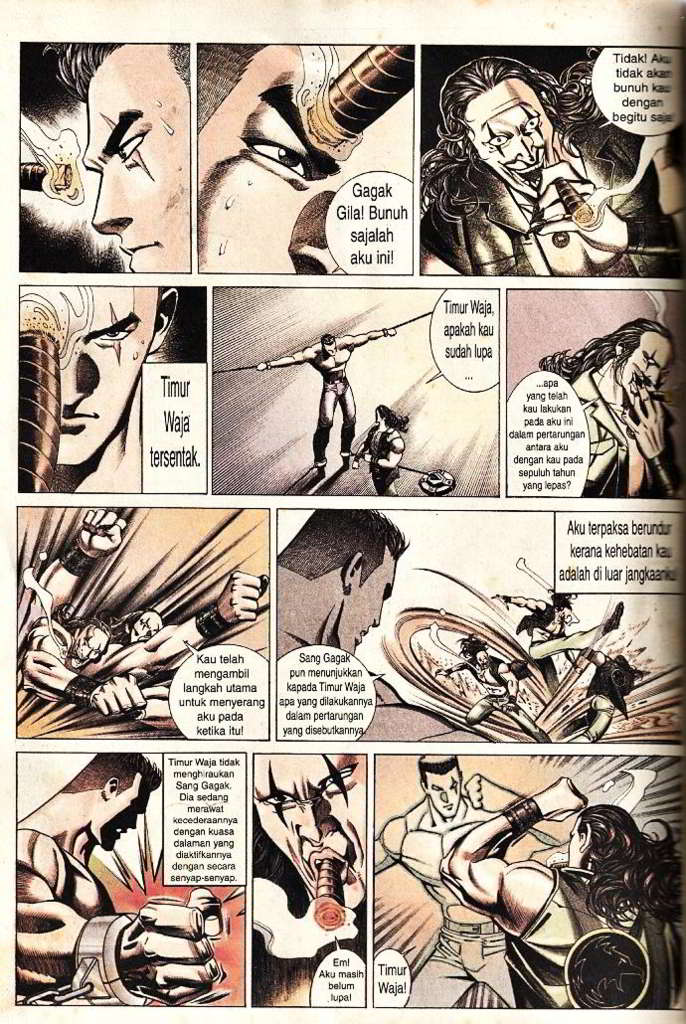 Gagak
Gila! Bunuh
sajalah
aku ini!
Tidak! Aku
tidak akan
bunuh kau
dengan
begitu saja!
Timur
Waja
tersentak.
Timur Waja,
apakah kau
sudah lupa
...
...apa
yang telah
kau lakukan
pada aku ini
dalam pertarungan
antara aku
dengan kau pada
sepuluh tahun
yang lepas?
Kau telah
mengambil
langkah utama
untuk menyerang
aku pada
ketika itu!
Sang Gagak
pun menunjukkan
kapada Timur Waja
apa yang dilakukannya
dalam pertarungan
yang disebutkannya.
Aku terpaksa berundur
kerana kehebatan kau
adalah di luar jangkaanku!
Timur Waja tidak
menghiraukan
Sang Gagak.
Dia sedang
merawat
kecederaannya
dengan kuasa
dalaman yang
diaktifkannya
dengan secara
senyap-senyap.
Em!
Aku masih
belum
lupa!
Timur
Waja!